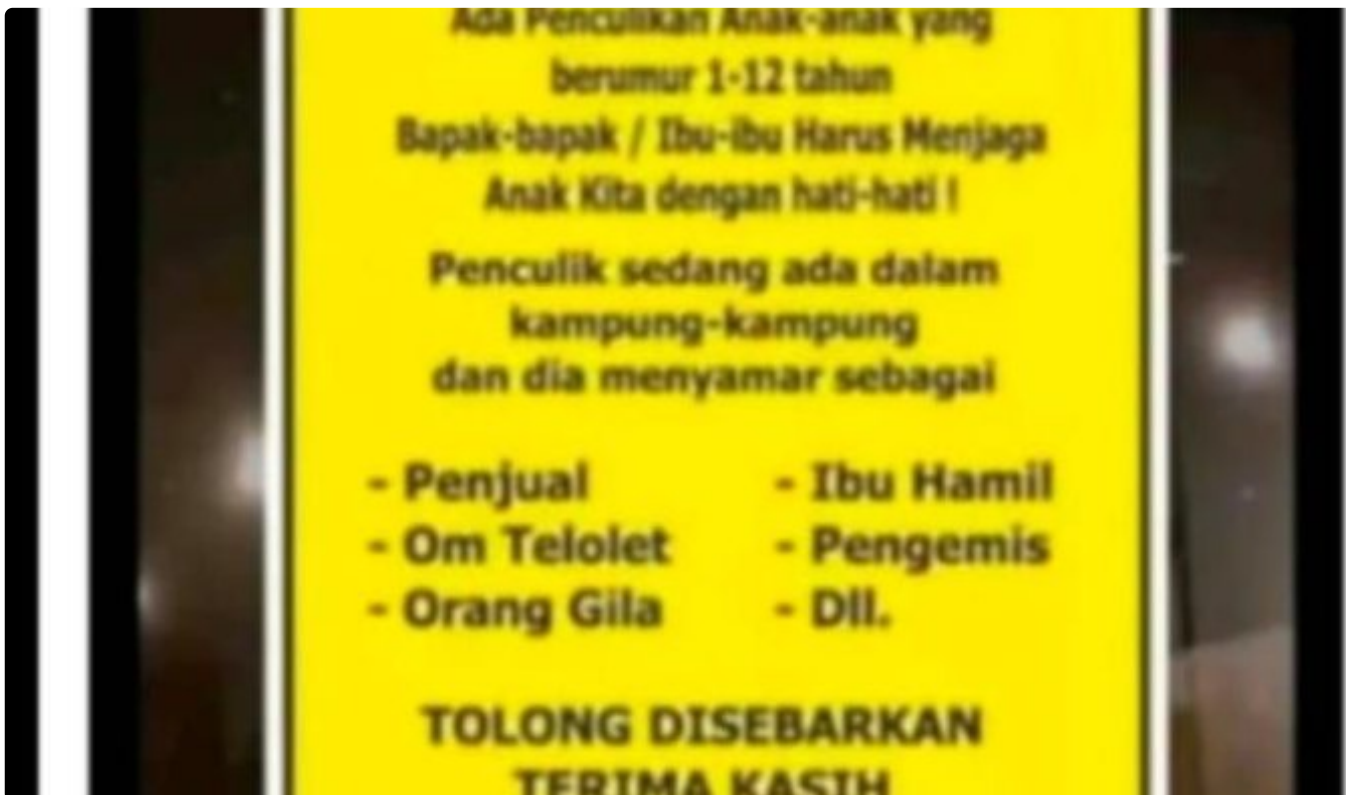 Ada Penculikan Anak-anak yang
berumur 1-12 tahun
Bapak-bapak / Ibu-ibu Harus Menjaga
Anak Kita dengan hati-hati !
Penculik sedang ada dalam
kampung-kampung
dan dia menyamar sebagai
- Penjual - Ibu Hamil
- Om Telolet - Pengemis
- Orang Gila - Dll.
TOLONG DISEBARKAN
TERIMA KASIH